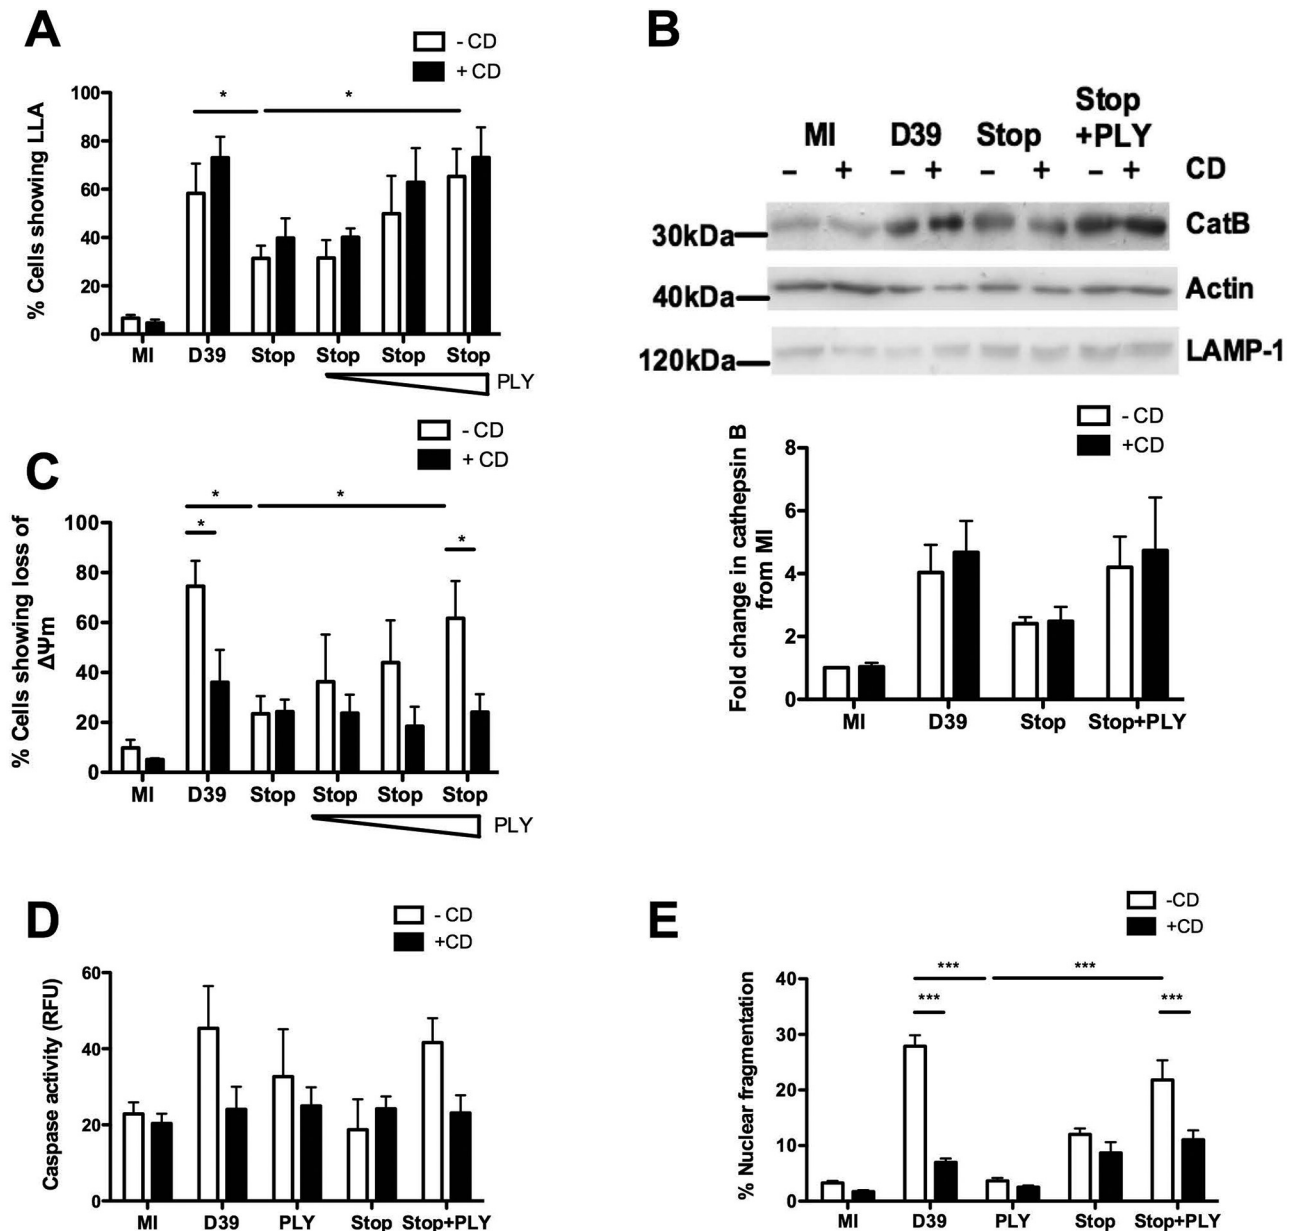 A
- CD
+ CD
% Cells showing LLA
100
80
60
40
20
0
*
*
MI D39 Stop Stop Stop Stop
PLY
B
MI D39 Stop Stop +PLY
- + - + - + - + CD
30kDa CatB
40kDa Actin
120kDa LAMP-1
- CD
+CD
Fold change in cathepsin B
from MI
8
6
4
2
0
MI D39 Stop Stop+PLY
C
- CD
+ CD
% Cells showing loss of
ΔΨm
100
80
60
40
20
0
*
*
*
*
MI D39 Stop Stop Stop Stop
PLY
D
- CD
+CD
Caspase activity (RFU)
60
40
20
0
MI D39 PLY Stop Stop+PLY
E
-CD
+CD
% Nuclear fragmentation
40
30
20
10
0
***
***
***
***
MI D39 PLY Stop Stop+PLY